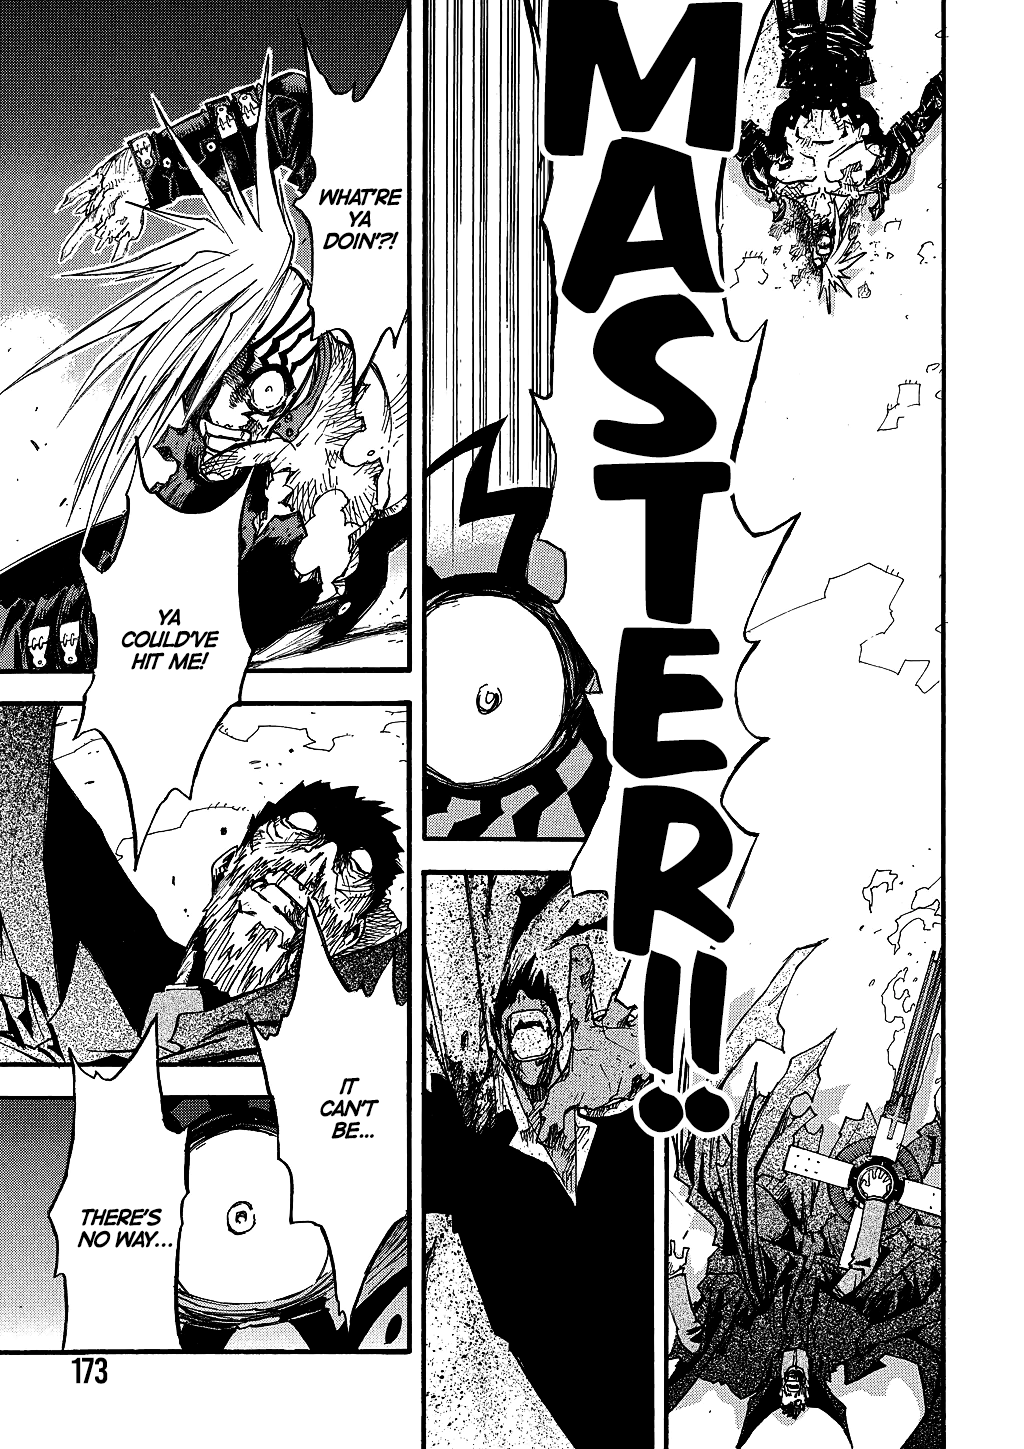 MASTER!!
WHAT'RE
YA
DOIN'?!
YA
COULD'VE
HIT ME!
IT
CAN'T
BE...
THERE'S
NO WAY...
173